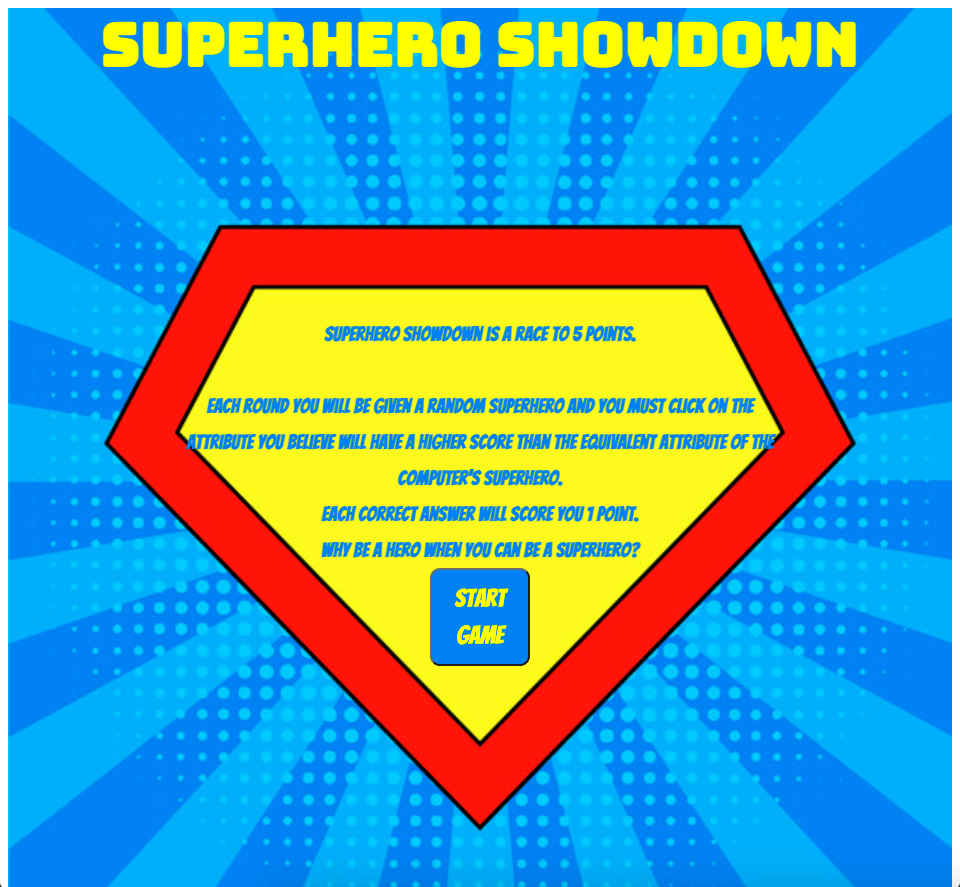 SUPERHERO SHOWDOWN
SUPERHERO SHOWDOWN IS A RACE TO 5 POINTS.
EACH ROUND YOU WILL BE GIVEN A RANDOM SUPERHERO AND YOU MUST CLICK ON THE
ATTRIBUTE YOU BELIEVE WILL HAVE A HIGHER SCORE THAN THE EQUIVALENT ATTRIBUTE OF THE
COMPUTER'S SUPERHERO.
EACH CORRECT ANSWER WILL SCORE YOU 1 POINT.
WHY BE A HERO WHEN YOU CAN BE A SUPERHERO?
START
GAME